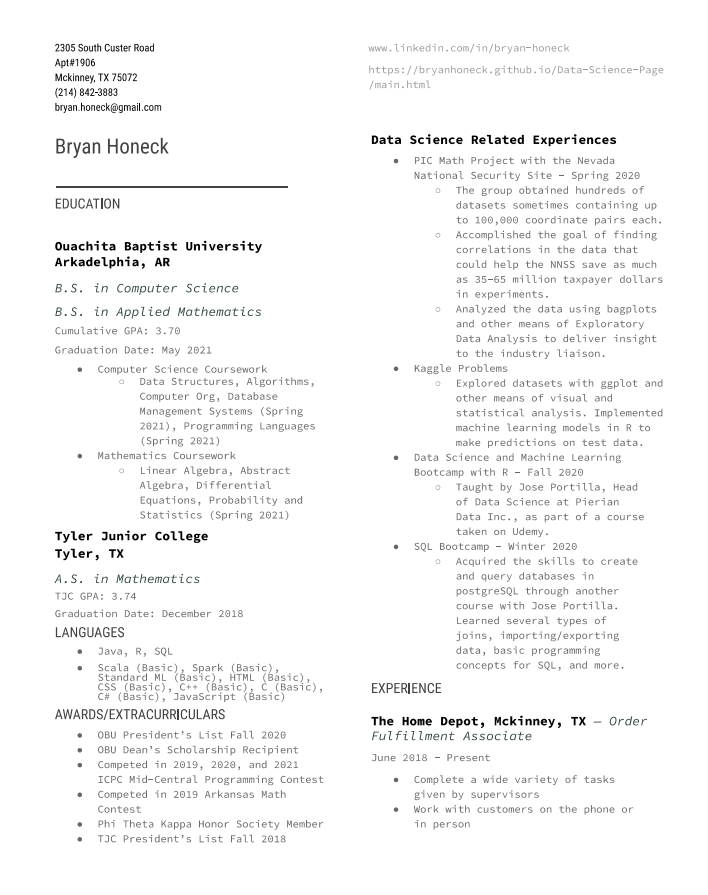 2305 South Custer Road
Apt#1906
Mckinney, TX 75072
(214) 842-3883
bryan.honeck@gmail.com
Bryan Honeck
EDUCATION
Ouachita Baptist University
Arkadelphia, AR
B.S. in Computer Science
B.S. in Applied Mathematics
Cumulative GPA: 3.70
Graduation Date: May 2021
● Computer Science Coursework
○ Data Structures, Algorithms,
Computer Org, Database
Management Systems (Spring
2021), Programming Languages
(Spring 2021)
● Mathematics Coursework
○ Linear Algebra, Abstract
Algebra, Differential
Equations, Probability and
Statistics (Spring 2021)
Tyler Junior College
Tyler, TX
A.S. in Mathematics
TJC GPA: 3.74
Graduation Date: December 2018
LANGUAGES
● Java, R, SQL
● Scala (Basic), Spark (Basic),
Standard ML (Basic), HTML (Basic),
CSS (Basic), C++ (Basic), C (Basic),
C# (Basic), JavaScript (Basic)
AWARDS/EXTRACURRICULARS
● OBU President's List Fall 2020
● OBU Dean's Scholarship Recipient
● Competed in 2019, 2020, and 2021
ICPC Mid-Central Programming Contest
● Competed in 2019 Arkansas Math
Contest
● Phi Theta Kappa Honor Society Member
● TJC President's List Fall 2018
www.linkedin.com/in/bryan-honeck
https://bryanhoneck.github.io/Data-Science-Page
/main.html
Data Science Related Experiences
● PIC Math Project with the Nevada
National Security Site - Spring 2020
○ The group obtained hundreds of
datasets sometimes containing up
to 100,000 coordinate pairs each.
○ Accomplished the goal of finding
correlations in the data that
could help the NNSS save as much
as 35-65 million taxpayer dollars
in experiments.
○ Analyzed the data using bagplots
and other means of Exploratory
Data Analysis to deliver insight
to the industry liaison.
● Kaggle Problems
○ Explored datasets with ggplot and
other means of visual and
statistical analysis. Implemented
machine learning models in R to
make predictions on test data.
● Data Science and Machine Learning
Bootcamp with R - Fall 2020
○ Taught by Jose Portilla, Head
of Data Science at Pierian
Data Inc., as part of a course
taken on Udemy.
● SQL Bootcamp - Winter 2020
○ Acquired the skills to create
and query databases in
postgreSQL through another
course with Jose Portilla.
Learned several types of
joins, importing/exporting
data, basic programming
concepts for SQL, and more.
EXPERIENCE
The Home Depot, Mckinney, TX — Order
Fulfillment Associate
June 2018 - Present
● Complete a wide variety of tasks
given by supervisors
● Work with customers on the phone or
in person